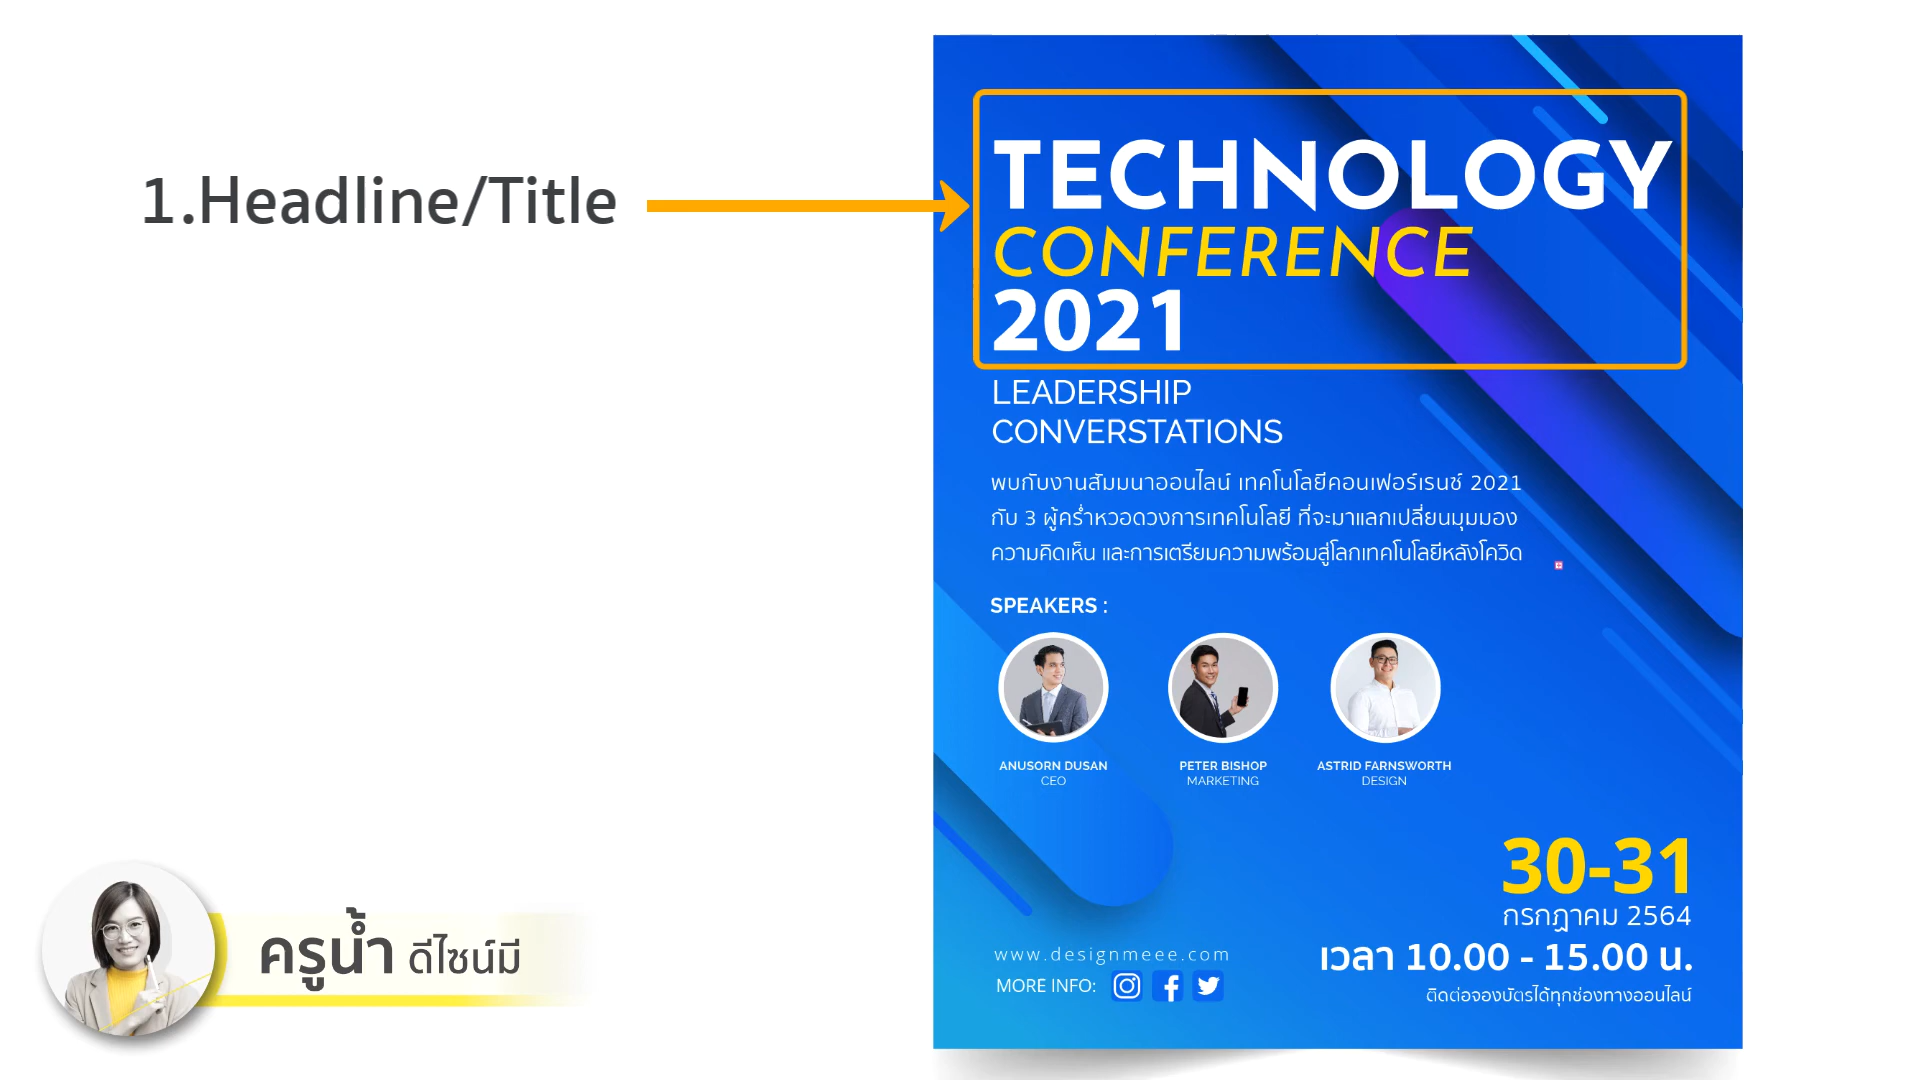 1.Headline/Title
TECHNOLOGY
CONFERENCE
2021
LEADERSHIP
CONVERSTATIONS
พบกับงานสัมมนาออนไลน์ เทคโนโลยีคอนเฟอร์เรนซ์ 2021
กับ 3 ผู้คร่ำหวอดวงการเทคโนโลยี ที่จะมาแลกเปลี่ยนมุมมอง
ความคิดเห็น และการเตรียมความพร้อมสู่โลกเทคโนโลยีหลังโควิด
SPEAKERS :
ANUSORN DUSAN
CEO
PETER BISHOP
MARKETING
ASTRID FARNSWORTH
DESIGN
30-31
กรกฎาคม 2564
เวลา 10.00 - 15.00 น.
ติดต่อจองบัตรได้ทุกช่องทางออนไลน์
www.designmeee.com
MORE INFO:
ครูน้ำ ดีไซน์มี